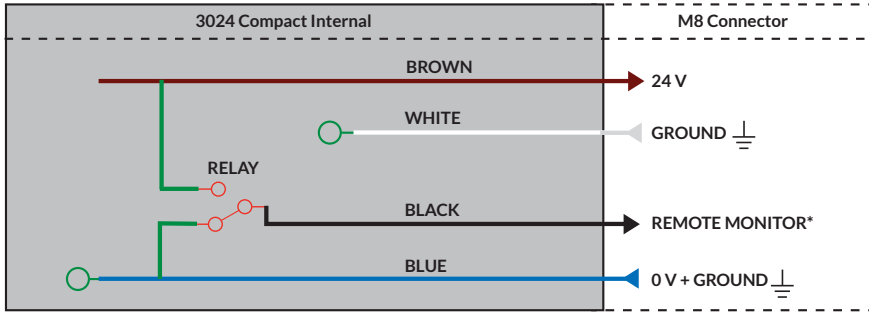 3024 Compact Internal
M8 Connector
BROWN
24 V
WHITE
GROUND
RELAY
BLACK
REMOTE MONITOR*
BLUE
0 V + GROUND